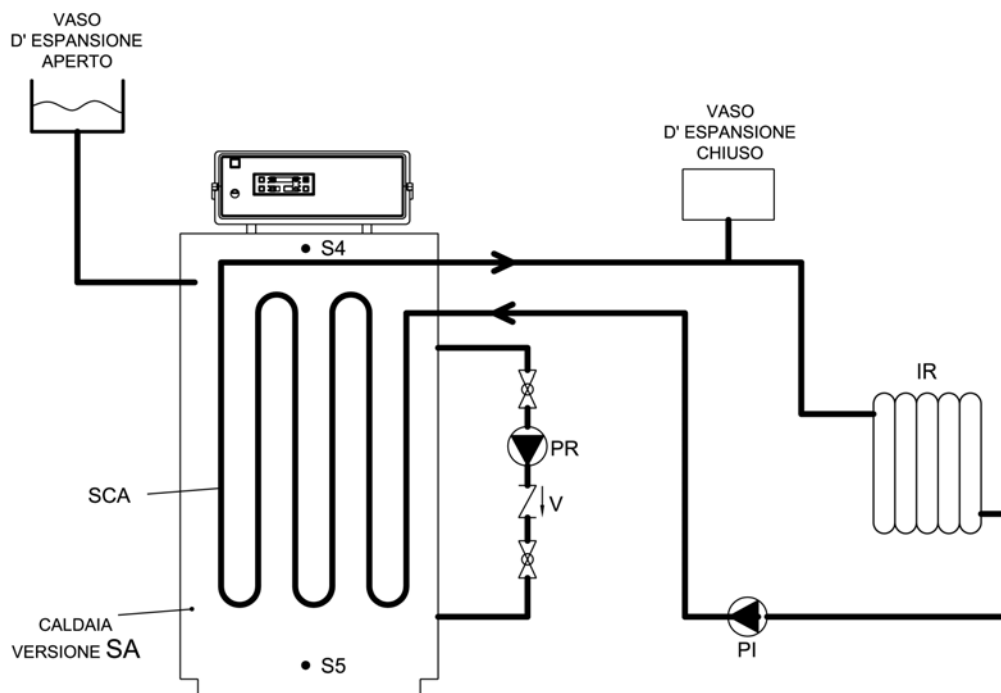 VASO
D' ESPANSIONE
APERTO
VASO
D' ESPANSIONE
CHIUSO
S4
IR
PR
SCA
V
CALDAIA
VERSIONE SA
PI
S5